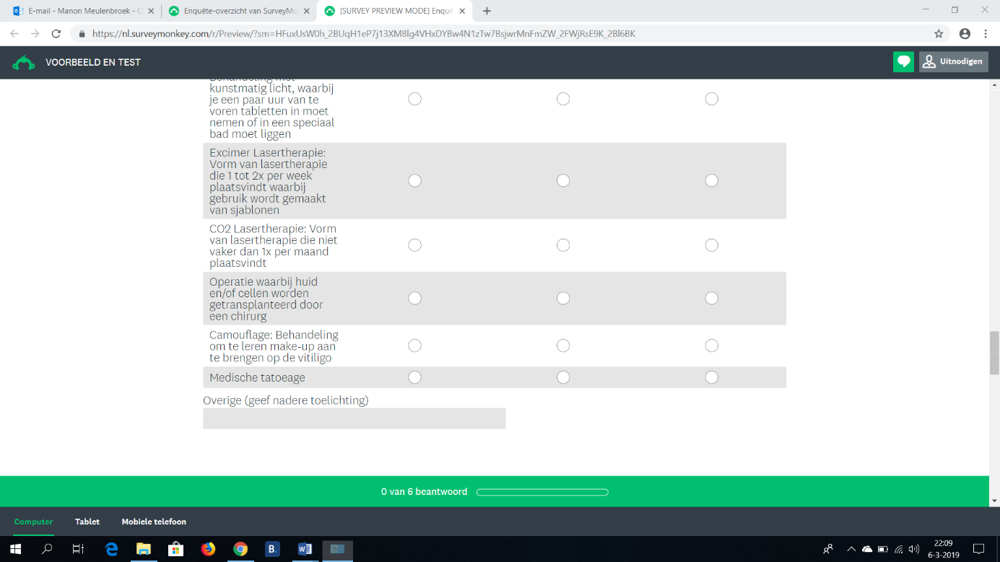 E-mail - Manon Meulenbroek - O
Enquête-overzicht van SurveyMo
[SURVEY PREVIEW MODE] Enquê
https://nl.surveymonkey.com/r/Preview/?sm=HFuxUsW0h_2BUqH1eP7j13XM8lg4VHxDYBw4N1zTw7BsjwrMnFmZW_2FWjRsE9K_2Bl6BK
VOORBEELD EN TEST
Uitnodigen
Behandeling met
kunstmatig licht, waarbij
je een paar uur van te
voren tabletten in moet
nemen of in een speciaal
bad moet liggen
Excimer Lasertherapie:
Vorm van lasertherapie
die 1 tot 2x per week
plaatsvindt waarbij
gebruik wordt gemaakt
van sjablonen
CO2 Lasertherapie: Vorm
van lasertherapie die niet
vaker dan 1x per maand
plaatsvindt
Operatie waarbij huid
en/of cellen worden
getransplanteerd door
een chirurg
Camouflage: Behandeling
om te leren make-up aan
te brengen op de vitiligo
Medische tatoeage
Overige (geef nadere toelichting)
0 van 6 beantwoord
Computer
Tablet
Mobiele telefoon
B.
22:09
6-3-2019